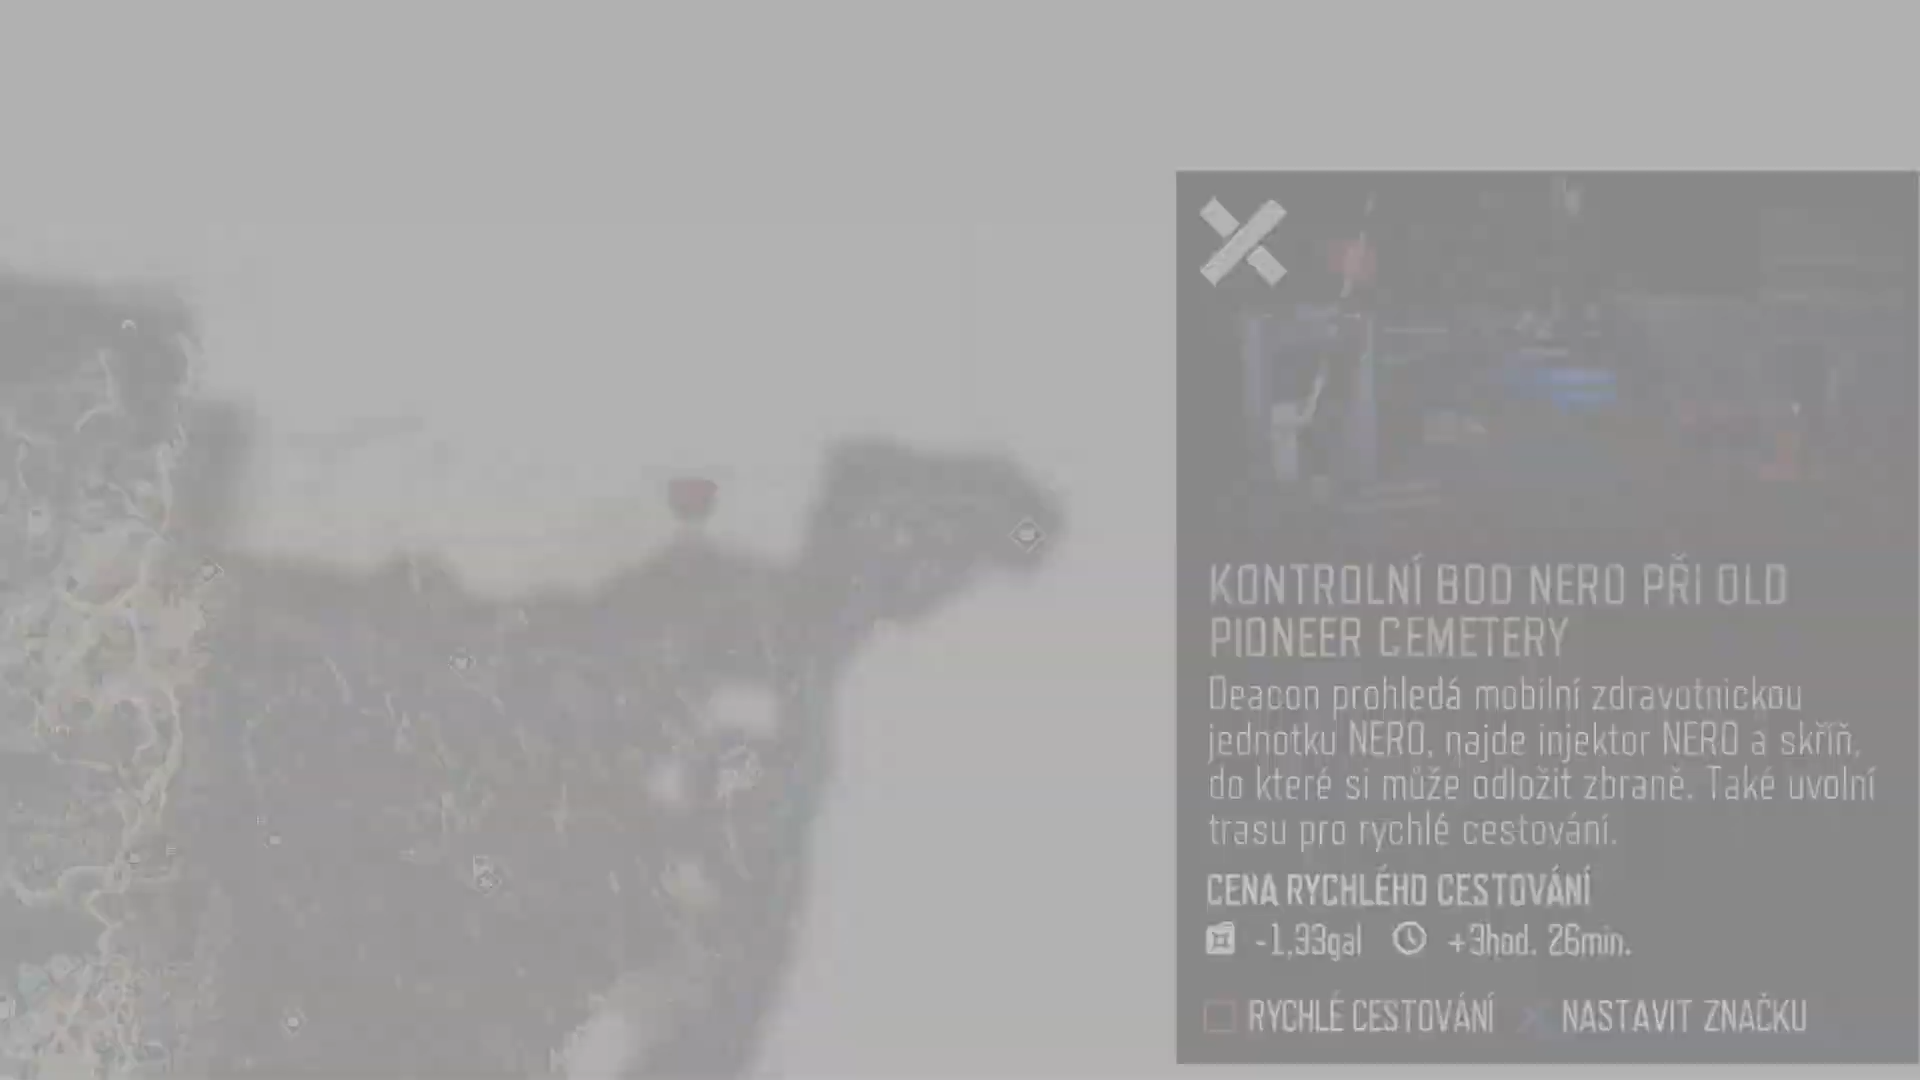 KONTROLNÍ BOD NERO PŘI OLD
PIONEER CEMETERY
Deacon prohledá mobilní zdravotnickou
jednotku NERO, najde injektor NERO a skříň,
do které si může odložit zbraně. Také uvolní
trasu pro rychlé cestování.
CENA RYCHLÉHO CESTOVÁNÍ
-1,33gal +3hod. 26min.
RYCHLÉ CESTOVÁNÍ NASTAVIT ZNAČKU